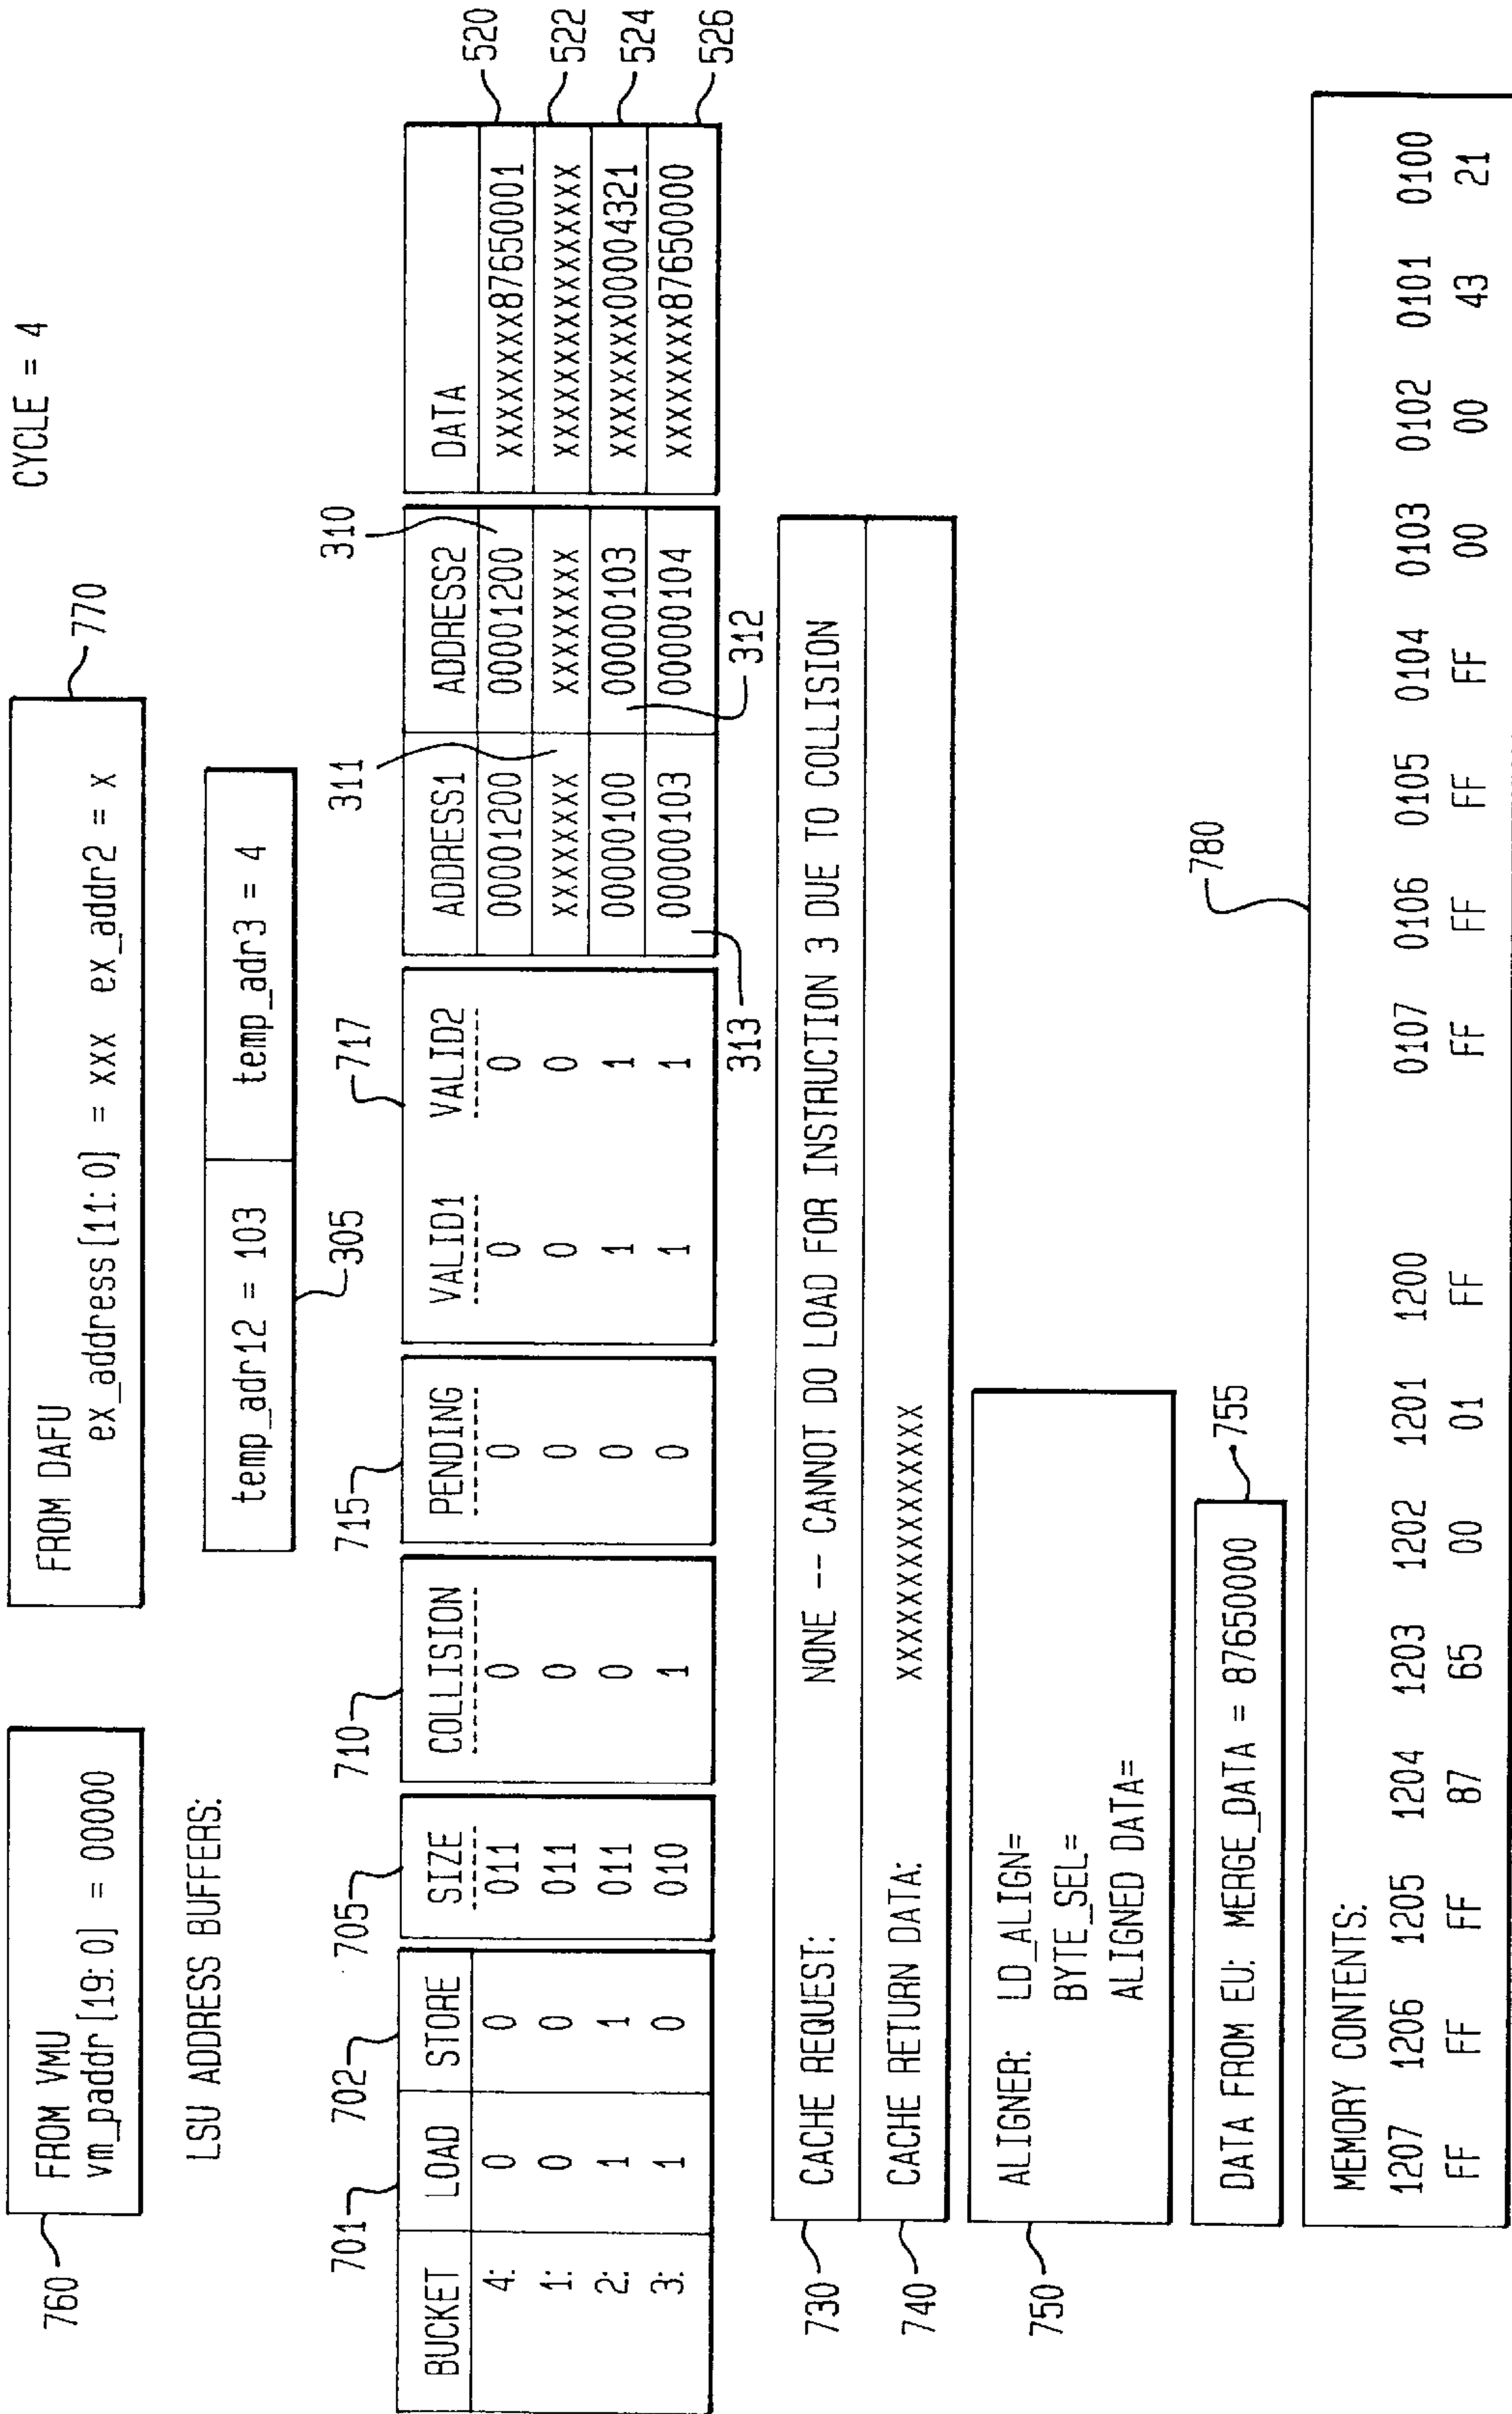 CYCLE = 4
FROM VMU
vm_paddr[19:0] = 00000
760
FROM DAFU
ex_address[11:0] = xxx ex_addr2 = x
770
LSU ADDRESS BUFFERS:
temp_adr12 = 103 temp_adr3 = 4
305
701 702 705 710 715 717 311 310
BUCKET LOAD STORE SIZE COLLISION PENDING VALID1 VALID2 ADDRESS1 ADDRESS2 DATA
4: 0 0 011 0 0 0 0 00001200 00001200 XXXXXXX87650001 520
1: 0 0 011 0 0 0 0 XXXXXXX XXXXXXX XXXXXXXXXXXXXXX 522
2: 1 1 011 0 0 1 1 00000100 00000103 XXXXXXX00004321 524
3: 1 0 010 1 0 1 1 00000103 00000104 XXXXXXX87650000 526
313 312
730 CACHE REQUEST: NONE -- CANNOT DO LOAD FOR INSTRUCTION 3 DUE TO COLLISION
740 CACHE RETURN DATA: XXXXXXXXXXXXXX
750 ALIGNER: LD_ALIGN=
BYTE_SEL=
ALIGNED DATA=
DATA FROM EU: MERGE_DATA = 87650000 755
780
MEMORY CONTENTS:
1207 1206 1205 1204 1203 1202 1201 1200 0107 0106 0105 0104 0103 0102 0101 0100
FF FF FF 87 65 00 01 FF FF FF FF FF 00 00 43 21